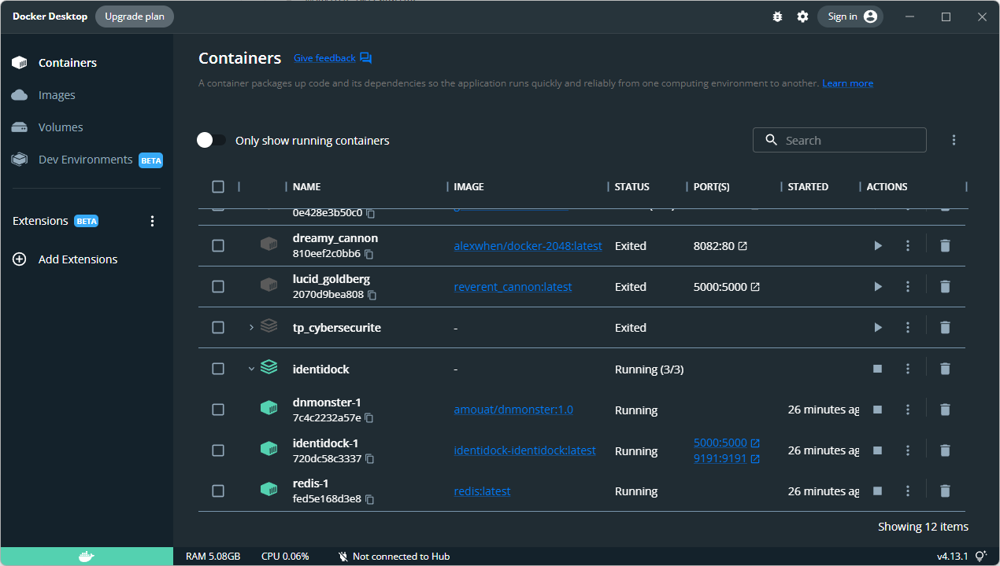 Docker Desktop
Upgrade plan
Sign in
Containers
Images
Volumes
Dev Environments BETA
Extensions BETA
Add Extensions
Containers Give feedback
A container packages up code and its dependencies so the application runs quickly and reliably from one computing environment to another. Learn more
Only show running containers
Search
NAME IMAGE STATUS PORT(S) STARTED ACTIONS
0e428e3b50c0
dreamy_cannon
810eef2c0bb6
alexwhen/docker-2048:latest Exited 8082:80
lucid_goldberg
2070d9bea808
reverent_cannon:latest Exited 5000:5000
tp_cybersecurite - Exited
identidock - Running (3/3)
dnmonster-1
7c4c2232a57e
amouat/dnmonster:1.0 Running 26 minutes ag
identidock-1
720dc58c3337
identidock-identidock:latest Running 5000:5000
9191:9191
26 minutes ag
redis-1
fed5e168d3e8
redis:latest Running 26 minutes ag
Showing 12 items
RAM 5.08GB CPU 0.06% Not connected to Hub v4.13.1